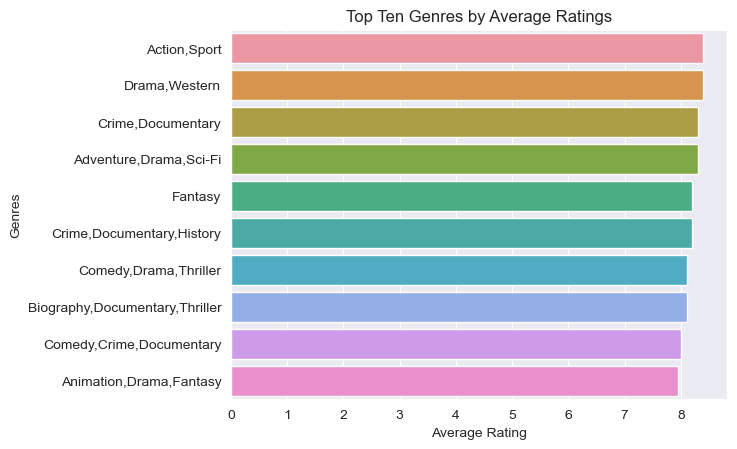 Top Ten Genres by Average Ratings
Genres
Action,Sport
Drama,Western
Crime,Documentary
Adventure,Drama,Sci-Fi
Fantasy
Crime,Documentary,History
Comedy,Drama,Thriller
Biography,Documentary,Thriller
Comedy,Crime,Documentary
Animation,Drama,Fantasy
0 1 2 3 4 5 6 7 8
Average Rating